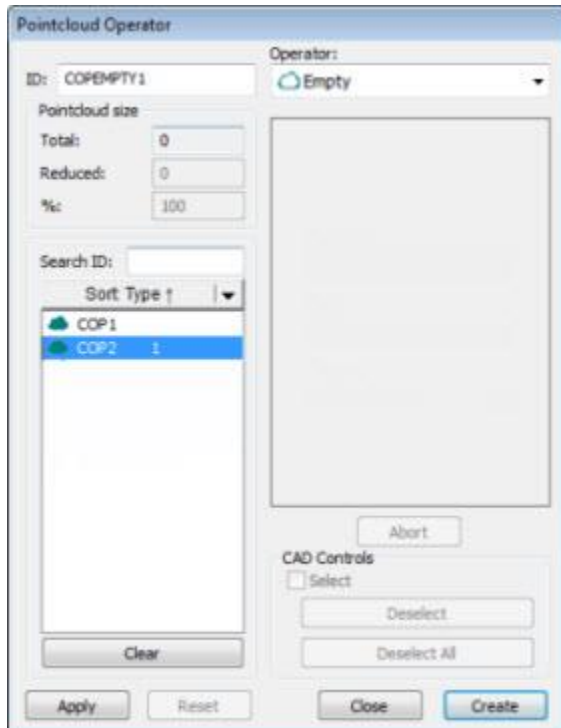 Pointcloud Operator
ID: COPEMPTY1
Operator:
Empty
Pointcloud size
Total: 0
Reduced: 0
%: 100
Search ID:
Sort Type ↑
COP1
COP2 1
Clear
Abort
CAD Controls
Select
Deselect
Deselect All
Apply
Reset
Close
Create